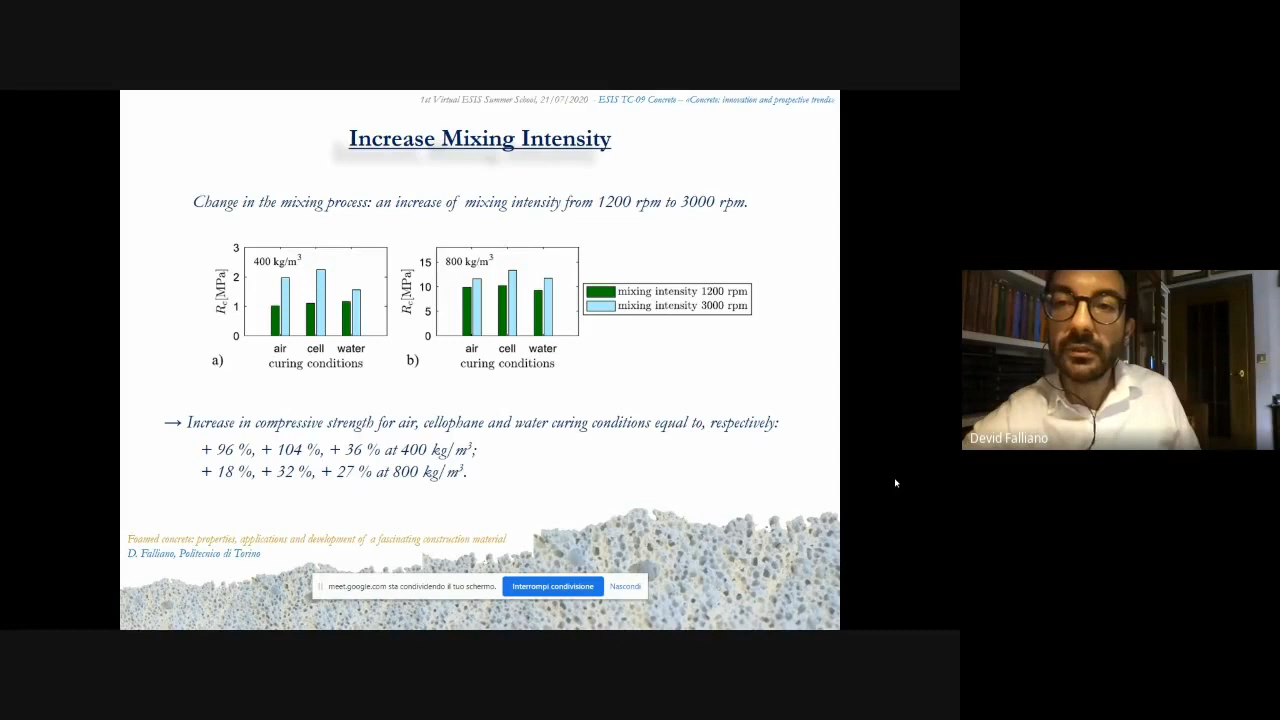 1st Virtual ESIS Summer School, 21/07/2020 - ESIS TC 09 Concrete – «Concrete: innovation and prospective trends»
Increase Mixing Intensity
Change in the mixing process: an increase of mixing intensity from 1200 rpm to 3000 rpm.
3
2
1
0
Rc[MPa]
400 kg/m³
air cell water
curing conditions
a)
15
10
5
0
Rc[MPa]
800 kg/m³
air cell water
curing conditions
b)
mixing intensity 1200 rpm
mixing intensity 3000 rpm
→ Increase in compressive strength for air, cellophane and water curing conditions equal to, respectively:
+ 96 %, + 104 %, + 36 % at 400 kg/m³;
+ 18 %, + 32 %, + 27 % at 800 kg/m³.
Foamed concrete: properties, applications and development of a fascinating construction material
D. Falliano, Politecnico di Torino
meet.google.com sta condividendo il tuo schermo. Interrompi condivisione Nascondi
Devid Falliano